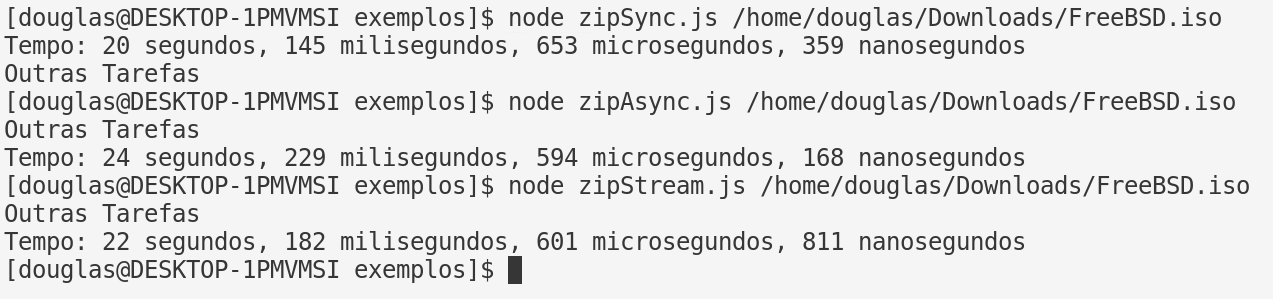 [douglas@DESKTOP-1PMVMSI exemplos]$ node zipSync.js /home/douglas/Downloads/FreeBSD.iso
Tempo: 20 segundos, 145 milisegundos, 653 microsegundos, 359 nanosegundos
Outras Tarefas
[douglas@DESKTOP-1PMVMSI exemplos]$ node zipAsync.js /home/douglas/Downloads/FreeBSD.iso
Outras Tarefas
Tempo: 24 segundos, 229 milisegundos, 594 microsegundos, 168 nanosegundos
[douglas@DESKTOP-1PMVMSI exemplos]$ node zipStream.js /home/douglas/Downloads/FreeBSD.iso
Outras Tarefas
Tempo: 22 segundos, 182 milisegundos, 601 microsegundos, 811 nanosegundos
[douglas@DESKTOP-1PMVMSI exemplos]$